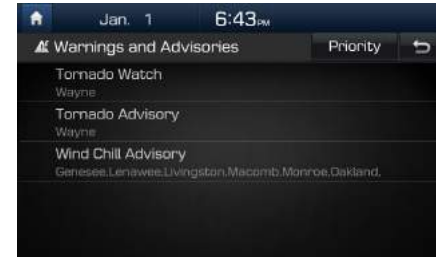 Jan. 1 6:43PM
Warnings and Advisories Priority
Tornado Watch
Wayne
Tornado Advisory
Wayne
Wind Chill Advisory
Genesee,Lenawee,Livingston,Macomb,Monroe,Oakland,